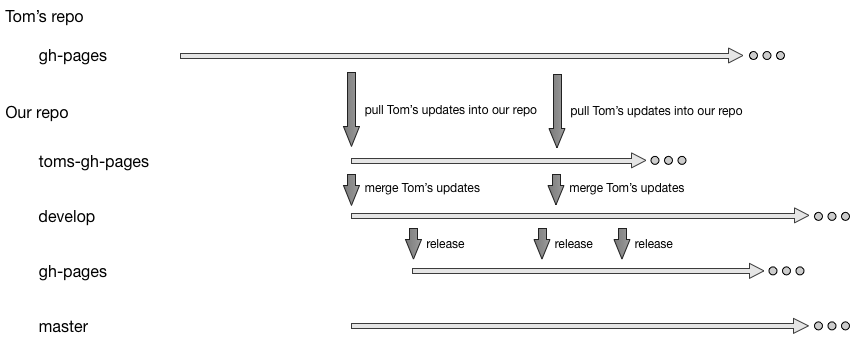 Tom's repo
gh-pages
pull Tom's updates into our repo
pull Tom's updates into our repo
Our repo
toms-gh-pages
merge Tom's updates
merge Tom's updates
develop
release
release
release
gh-pages
master